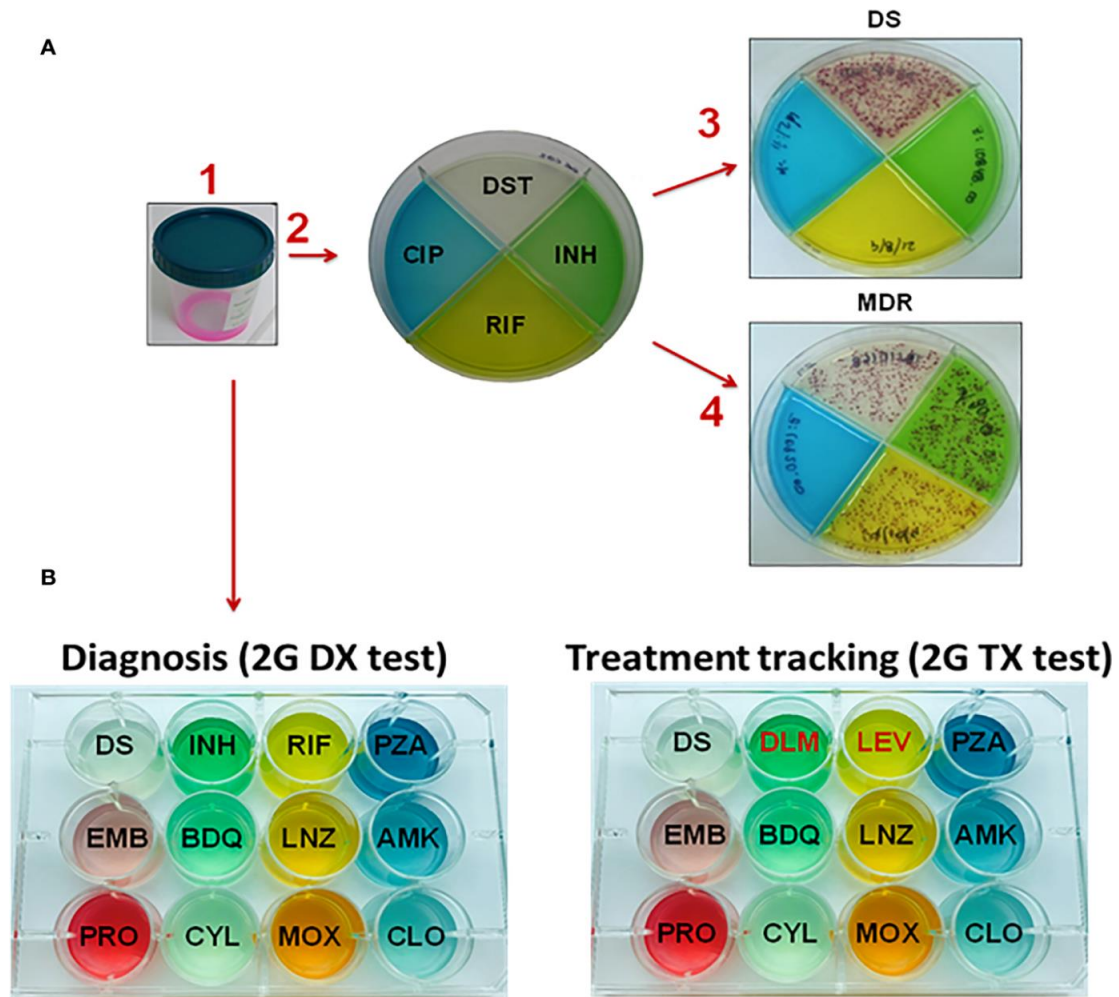 A
DS
1
2
3
DST
CIP
INH
RIF
MDR
4
B
Diagnosis (2G DX test)
Treatment tracking (2G TX test)
DS INH RIF PZA
EMB BDQ LNZ AMK
PRO CYL MOX CLO
DS DLM LEV PZA
EMB BDQ LNZ AMK
PRO CYL MOX CLO